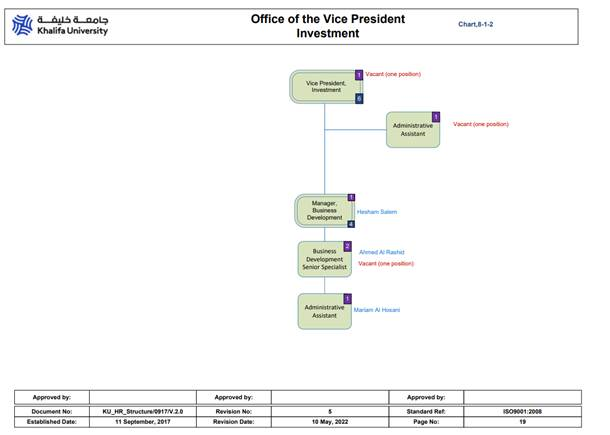 جامعـــة خليفــة
Khalifa University
Office of the Vice President
Investment
Chart,8-1-2
Vice President,
Investment
1
6
Vacant (one position)
Administrative
Assistant
1
Vacant (one position)
Manager,
Business
Development
1
4
Hesham Salem
Business
Development
Senior Specialist
2
Ahmed Al Rashid
Vacant (one position)
Administrative
Assistant
1
Mariam Al Hosani
Approved by: Approved by: Approved by:
Document No: KU_HR_Structure/0917/V.2.0 Revision No: 5 Standard Ref: ISO9001:2008
Established Date: 11 September, 2017 Revision Date: 10 May, 2022 Page No: 19